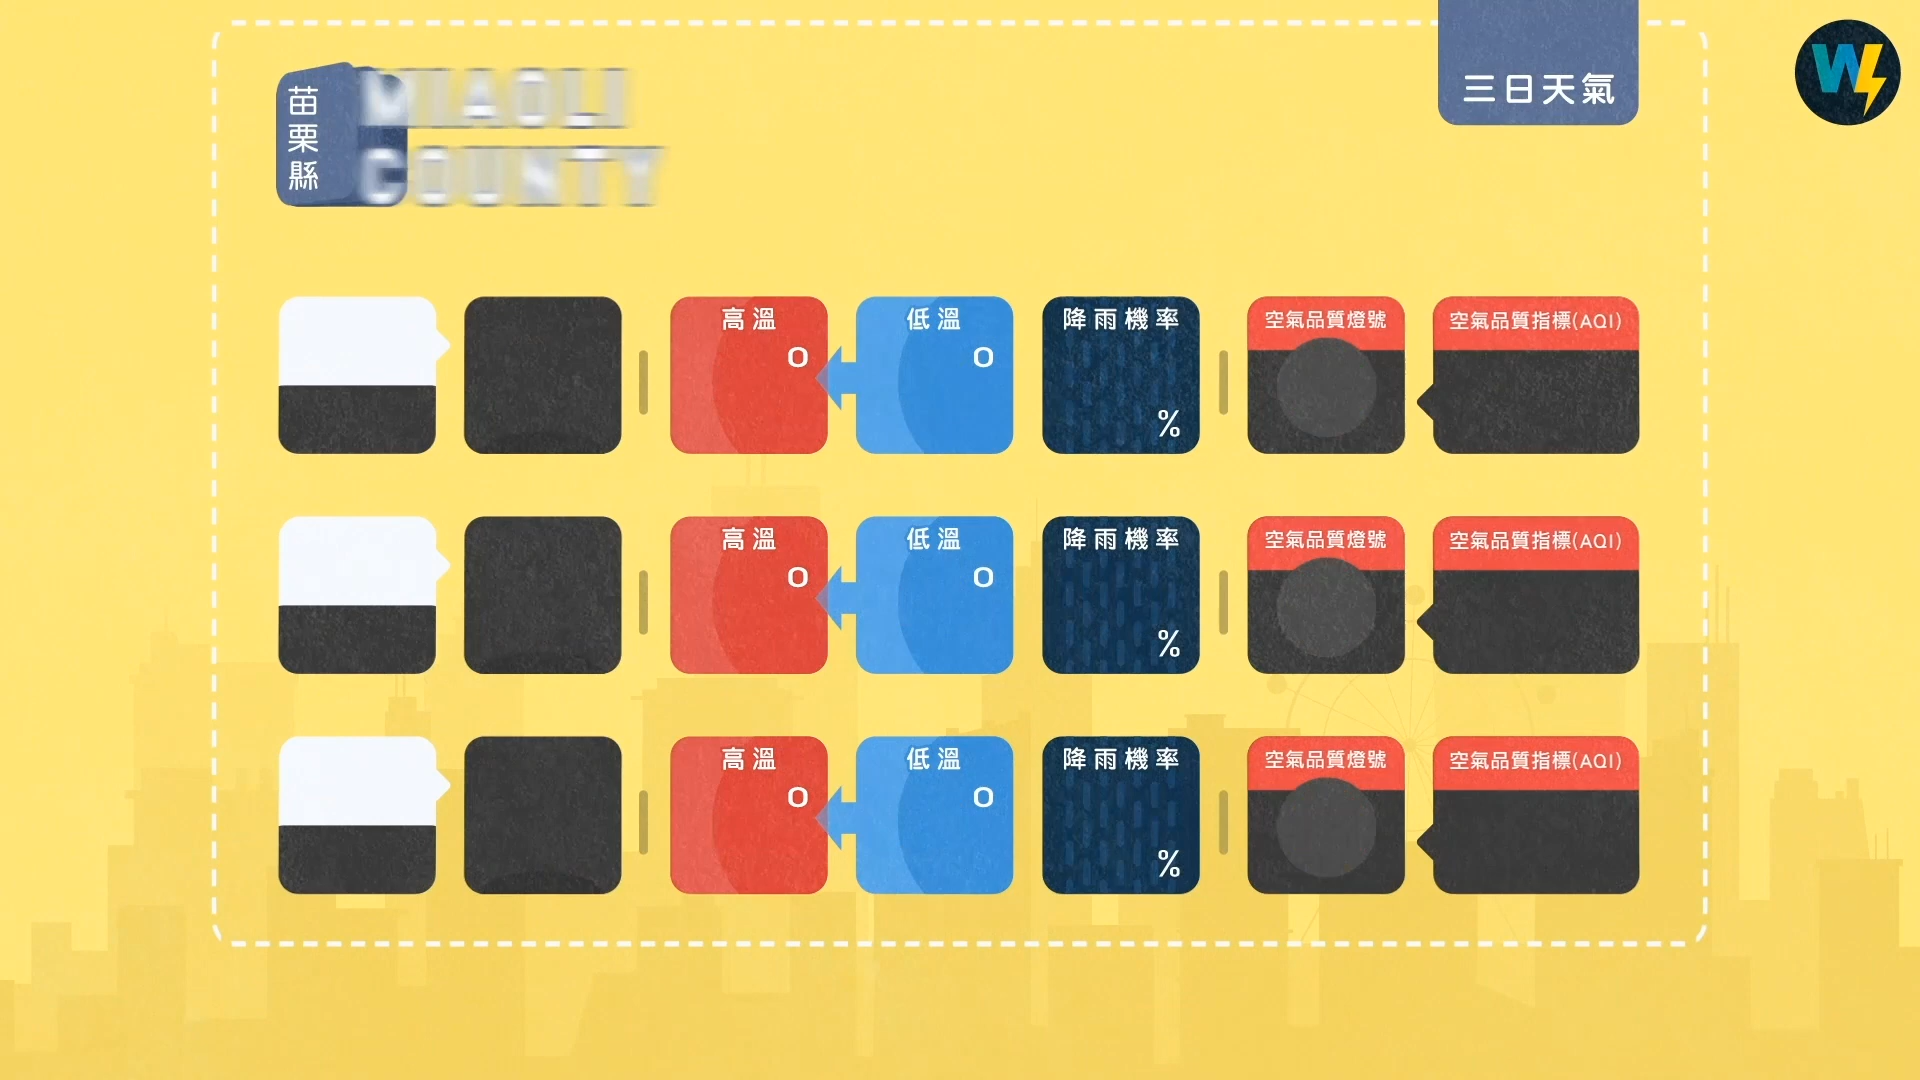 苗栗縣
MIAOLI
COUNTY
三日天氣
W
高溫
低溫
降雨機率
%
空氣品質燈號
空氣品質指標(AQI)
高溫
低溫
降雨機率
%
空氣品質燈號
空氣品質指標(AQI)
高溫
低溫
降雨機率
%
空氣品質燈號
空氣品質指標(AQI)